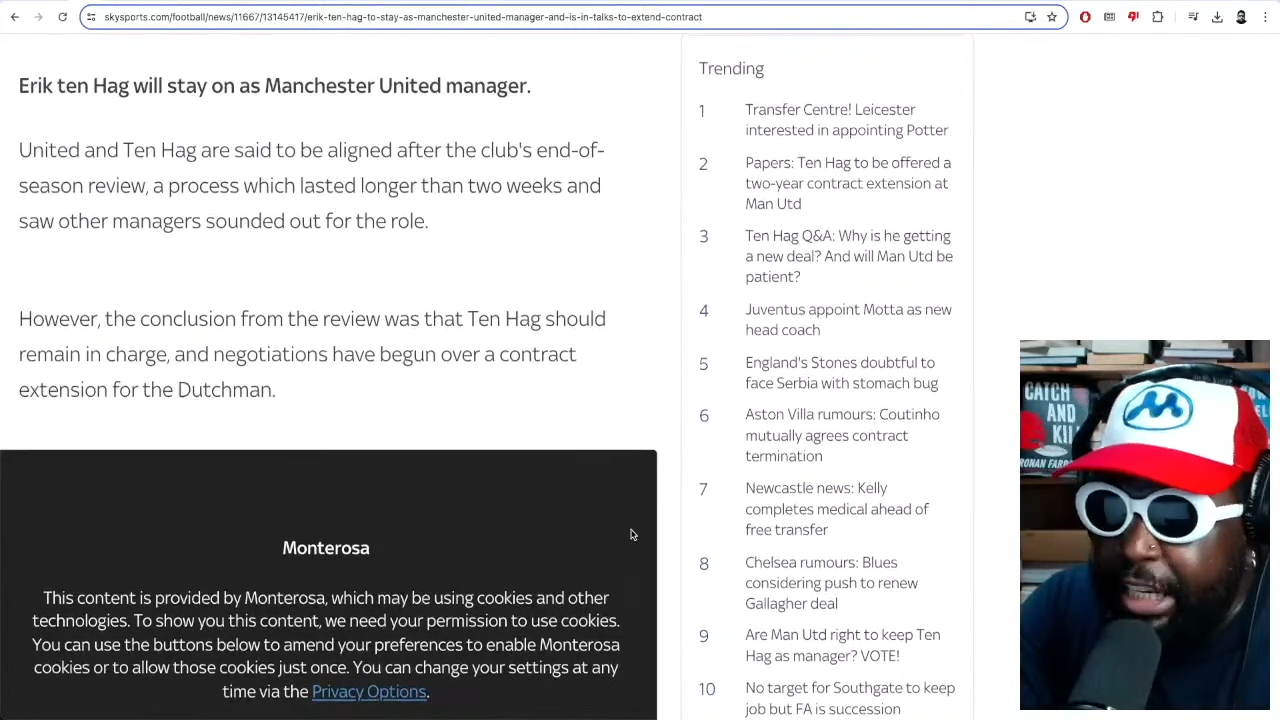 skysports.com/football/news/11667/13145417/erik-ten-hag-to-stay-as-manchester-united-manager-and-is-in-talks-to-extend-contract
Erik ten Hag will stay on as Manchester United manager.
United and Ten Hag are said to be aligned after the club's end-of-
season review, a process which lasted longer than two weeks and
saw other managers sounded out for the role.
However, the conclusion from the review was that Ten Hag should
remain in charge, and negotiations have begun over a contract
extension for the Dutchman.
Monterosa
This content is provided by Monterosa, which may be using cookies and other
technologies. To show you this content, we need your permission to use cookies.
You can use the buttons below to amend your preferences to enable Monterosa
cookies or to allow those cookies just once. You can change your settings at any
time via the Privacy Options.
Trending
1 Transfer Centre! Leicester
interested in appointing Potter
2 Papers: Ten Hag to be offered a
two-year contract extension at
Man Utd
3 Ten Hag Q&A: Why is he getting
a new deal? And will Man Utd be
patient?
4 Juventus appoint Motta as new
head coach
5 England's Stones doubtful to
face Serbia with stomach bug
6 Aston Villa rumours: Coutinho
mutually agrees contract
termination
7 Newcastle news: Kelly
completes medical ahead of
free transfer
8 Chelsea rumours: Blues
considering push to renew
Gallagher deal
9 Are Man Utd right to keep Ten
Hag as manager? VOTE!
10 No target for Southgate to keep
job but FA is succession
CATCH
AND
KIL
RONAN FARR
M